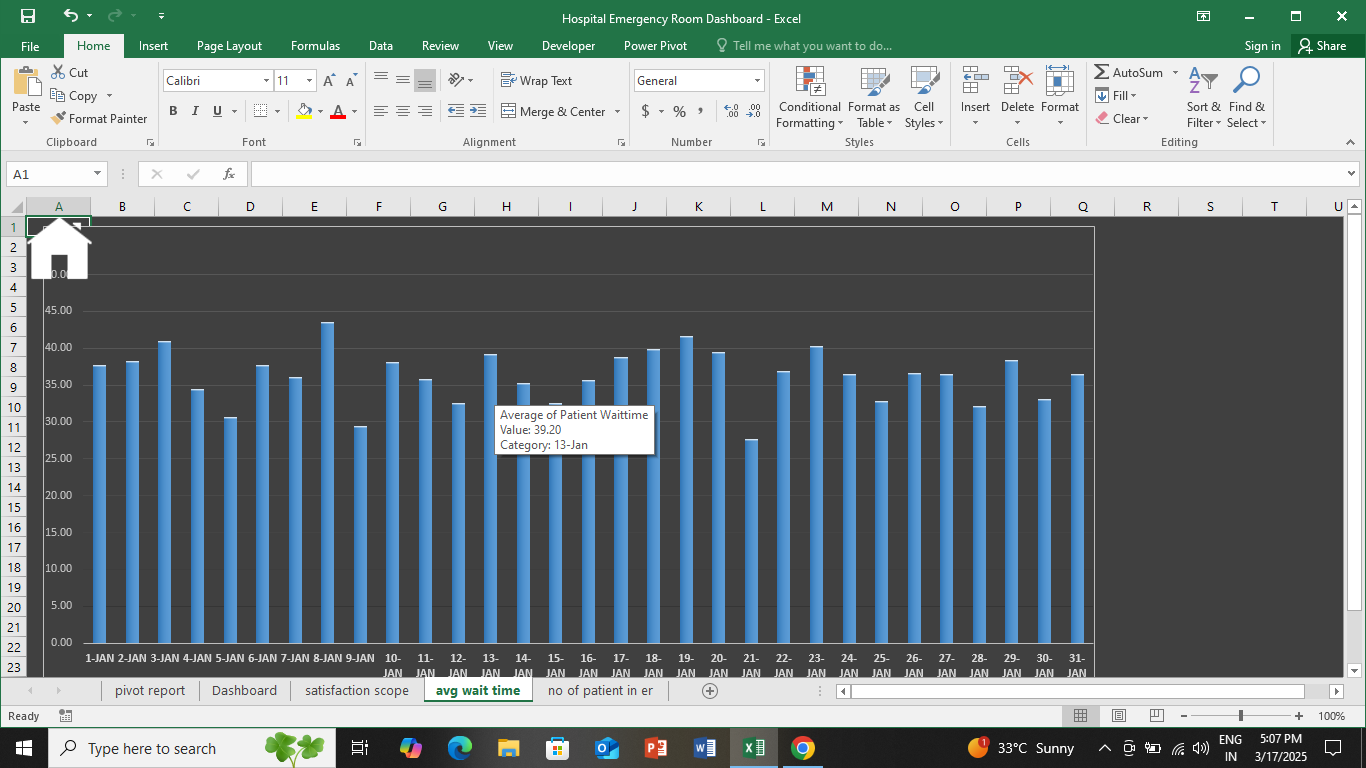 Hospital Emergency Room Dashboard - Excel
File Home Insert Page Layout Formulas Data Review View Developer Power Pivot Tell me what you want to do... Sign in Share
Paste
Cut
Copy
Format Painter
Clipboard
Calibri 11
B I U
Font
Wrap Text
Merge & Center
Alignment
General
$ % ,
Number
Conditional Formatting
Format as Table
Cell Styles
Styles
Insert Delete Format
Cells
AutoSum
Fill
Clear
Sort & Filter
Find & Select
Editing
A1 fx
A B C D E F G H I J K L M N O P Q R S T U
1
2
3
4
5
6
7
8
9
10
11
12
13
14
15
16
17
18
19
20
21
22
23
45.00
40.00
35.00
30.00
25.00
20.00
15.00
10.00
5.00
0.00
Average of Patient Waittime
Value: 39.20
Category: 13-Jan
1-JAN 2-JAN 3-JAN 4-JAN 5-JAN 6-JAN 7-JAN 8-JAN 9-JAN 10-JAN 11-JAN 12-JAN 13-JAN 14-JAN 15-JAN 16-JAN 17-JAN 18-JAN 19-JAN 20-JAN 21-JAN 22-JAN 23-JAN 24-JAN 25-JAN 26-JAN 27-JAN 28-JAN 29-JAN 30-JAN 31-JAN
pivot report Dashboard satisfaction scope avg wait time no of patient in er
Ready 100%
Type here to search
33°C Sunny
ENG
IN
5:07 PM
3/17/2025